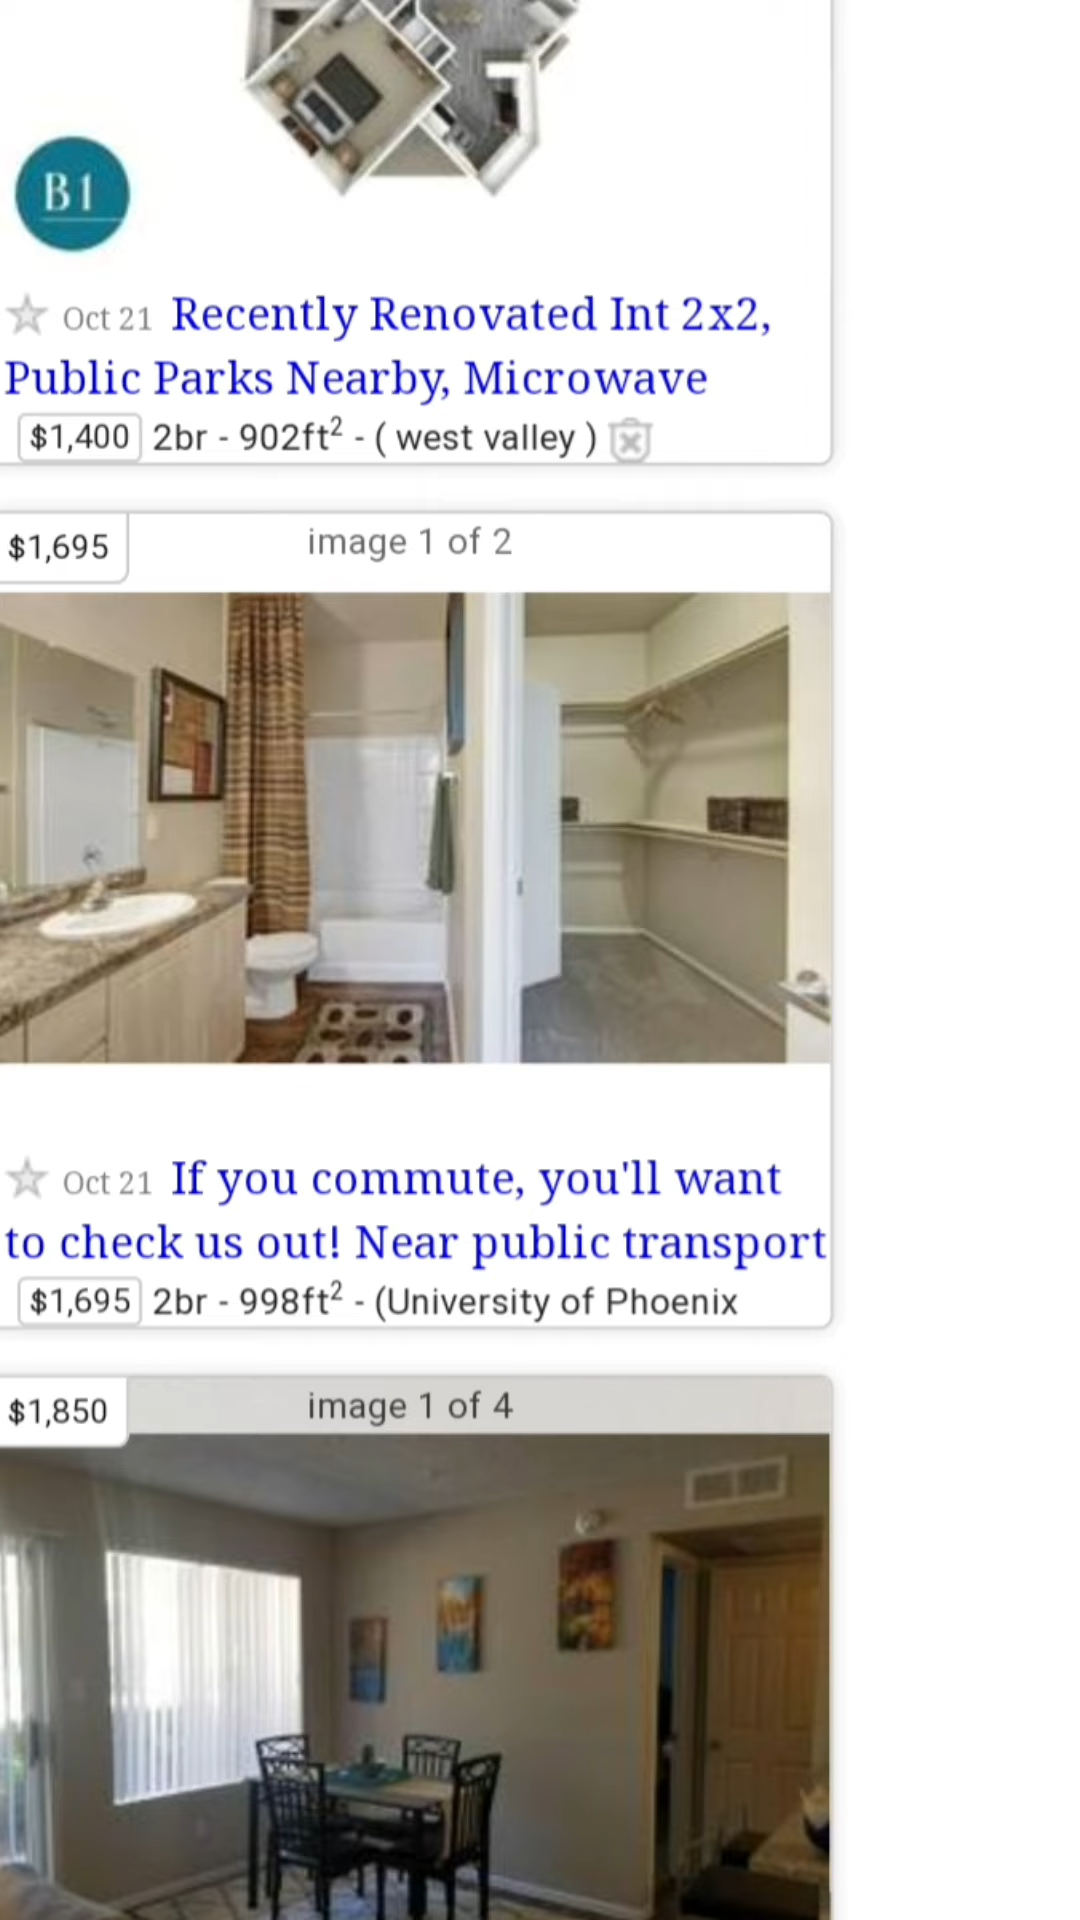 B1
Oct 21 Recently Renovated Int 2x2,
Public Parks Nearby, Microwave
$1,400 2br - 902ft² - ( west valley )
$1,695 image 1 of 2
Oct 21 If you commute, you'll want
to check us out! Near public transport
$1,695 2br - 998ft² - (University of Phoenix
$1,850 image 1 of 4